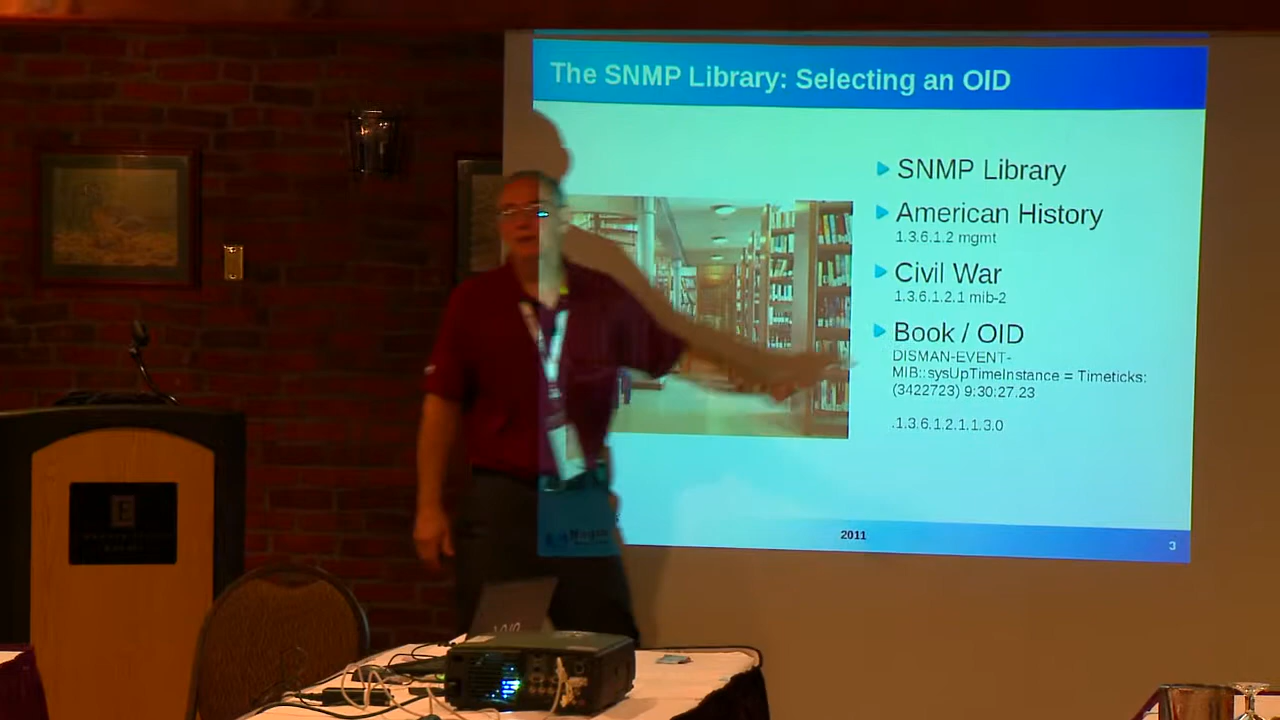 The SNMP Library: Selecting an OID
SNMP Library
American History
1.3.6.1.2 mgmt
Civil War
1.3.6.1.2.1 mib-2
Book / OID
DISMAN-EVENT-
MIB::sysUpTimeInstance = Timeticks:
(3422723) 9:30:27.23
.1.3.6.1.2.1.1.3.0
2011
3
E
VAIO